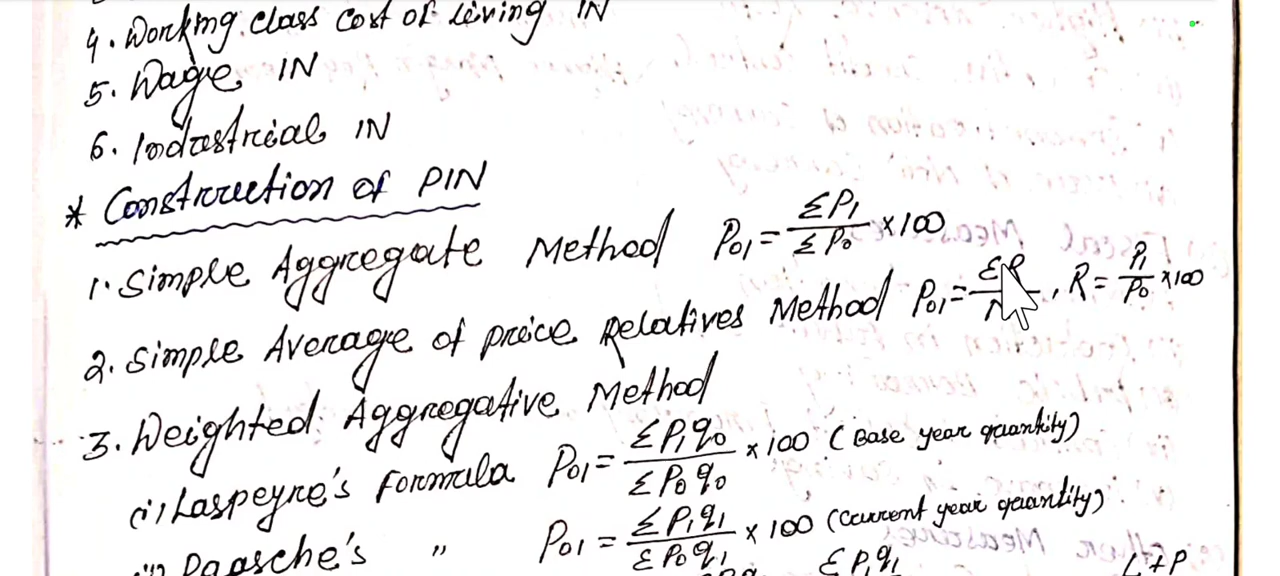 4. Working class cost of living IN
5. Wage IN
6. Industrial IN
* Construction of PIN
1. Simple Aggregate Method P₀₁ = ΣP₁ / ΣP₀ × 100
2. Simple Average of price Relatives Method P₀₁ = ΣR / N, R = P₁ / P₀ × 100
3. Weighted Aggregative Method
(i) Laspeyre's Formula P₀₁ = ΣP₁q₀ / ΣP₀q₀ × 100 (Base year quantity)
(ii) Paasche's " P₀₁ = ΣP₁q₁ / ΣP₀q₁ × 100 (Current year quantity)
ΣP₁q₁ L+P